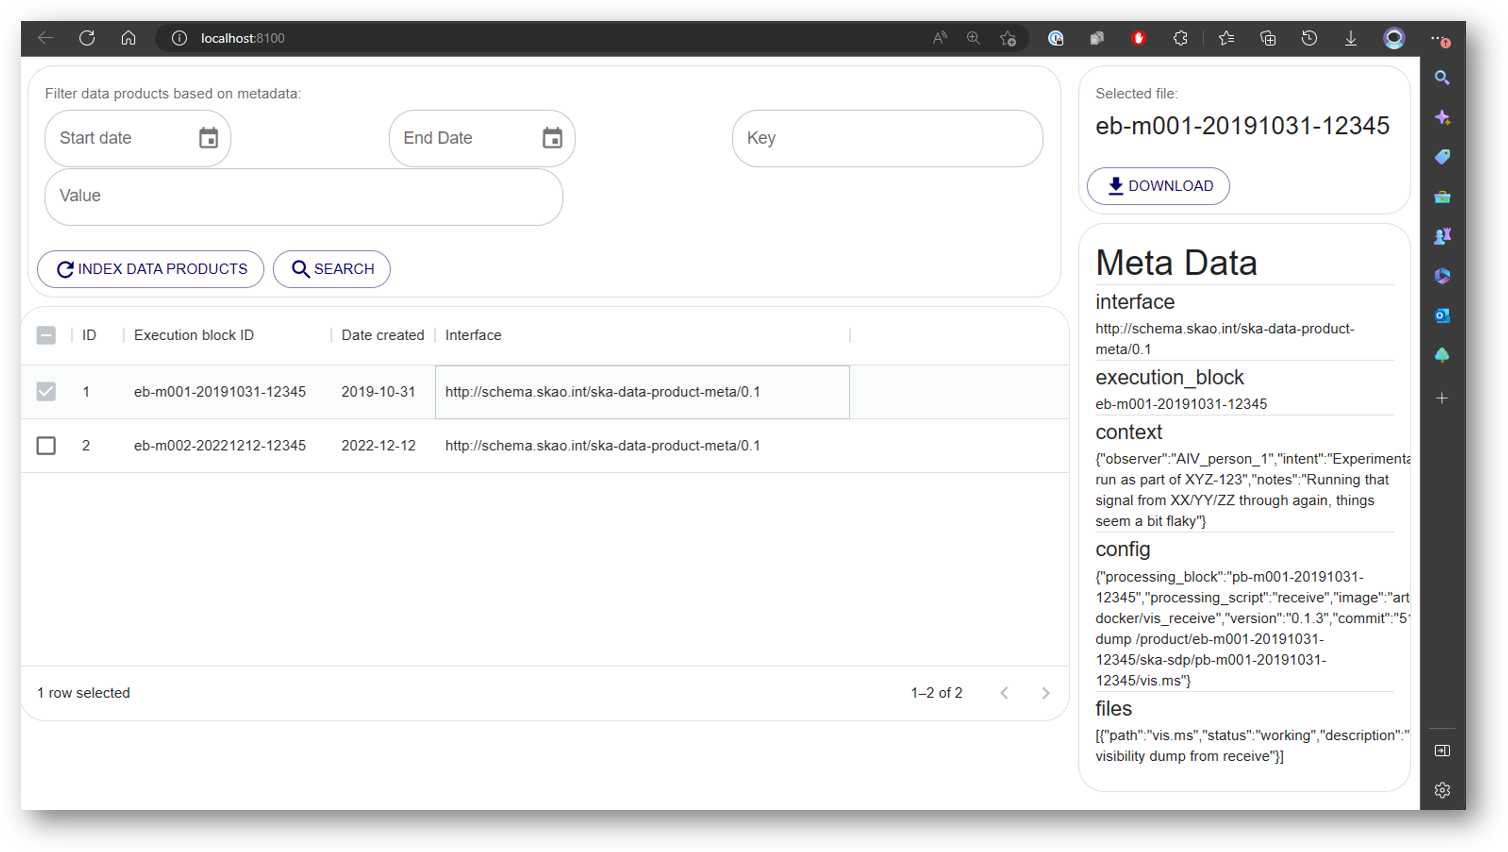 localhost:8100
Filter data products based on metadata:
Start date
End Date
Key
Value
INDEX DATA PRODUCTS
SEARCH
ID
Execution block ID
Date created
Interface
1
eb-m001-20191031-12345
2019-10-31
http://schema.skao.int/ska-data-product-meta/0.1
2
eb-m002-20221212-12345
2022-12-12
http://schema.skao.int/ska-data-product-meta/0.1
1 row selected
1–2 of 2
Selected file:
eb-m001-20191031-12345
DOWNLOAD
Meta Data
interface
http://schema.skao.int/ska-data-product-
meta/0.1
execution_block
eb-m001-20191031-12345
context
{"observer":"AIV_person_1","intent":"Experimenta
run as part of XYZ-123","notes":"Running that
signal from XX/YY/ZZ through again, things
seem a bit flaky"}
config
{"processing_block":"pb-m001-20191031-
12345","processing_script":"receive","image":"art
docker/vis_receive","version":"0.1.3","commit":"5
dump /product/eb-m001-20191031-
12345/ska-sdp/pb-m001-20191031-
12345/vis.ms"}
files
[{"path":"vis.ms","status":"working","description":"
visibility dump from receive"}]